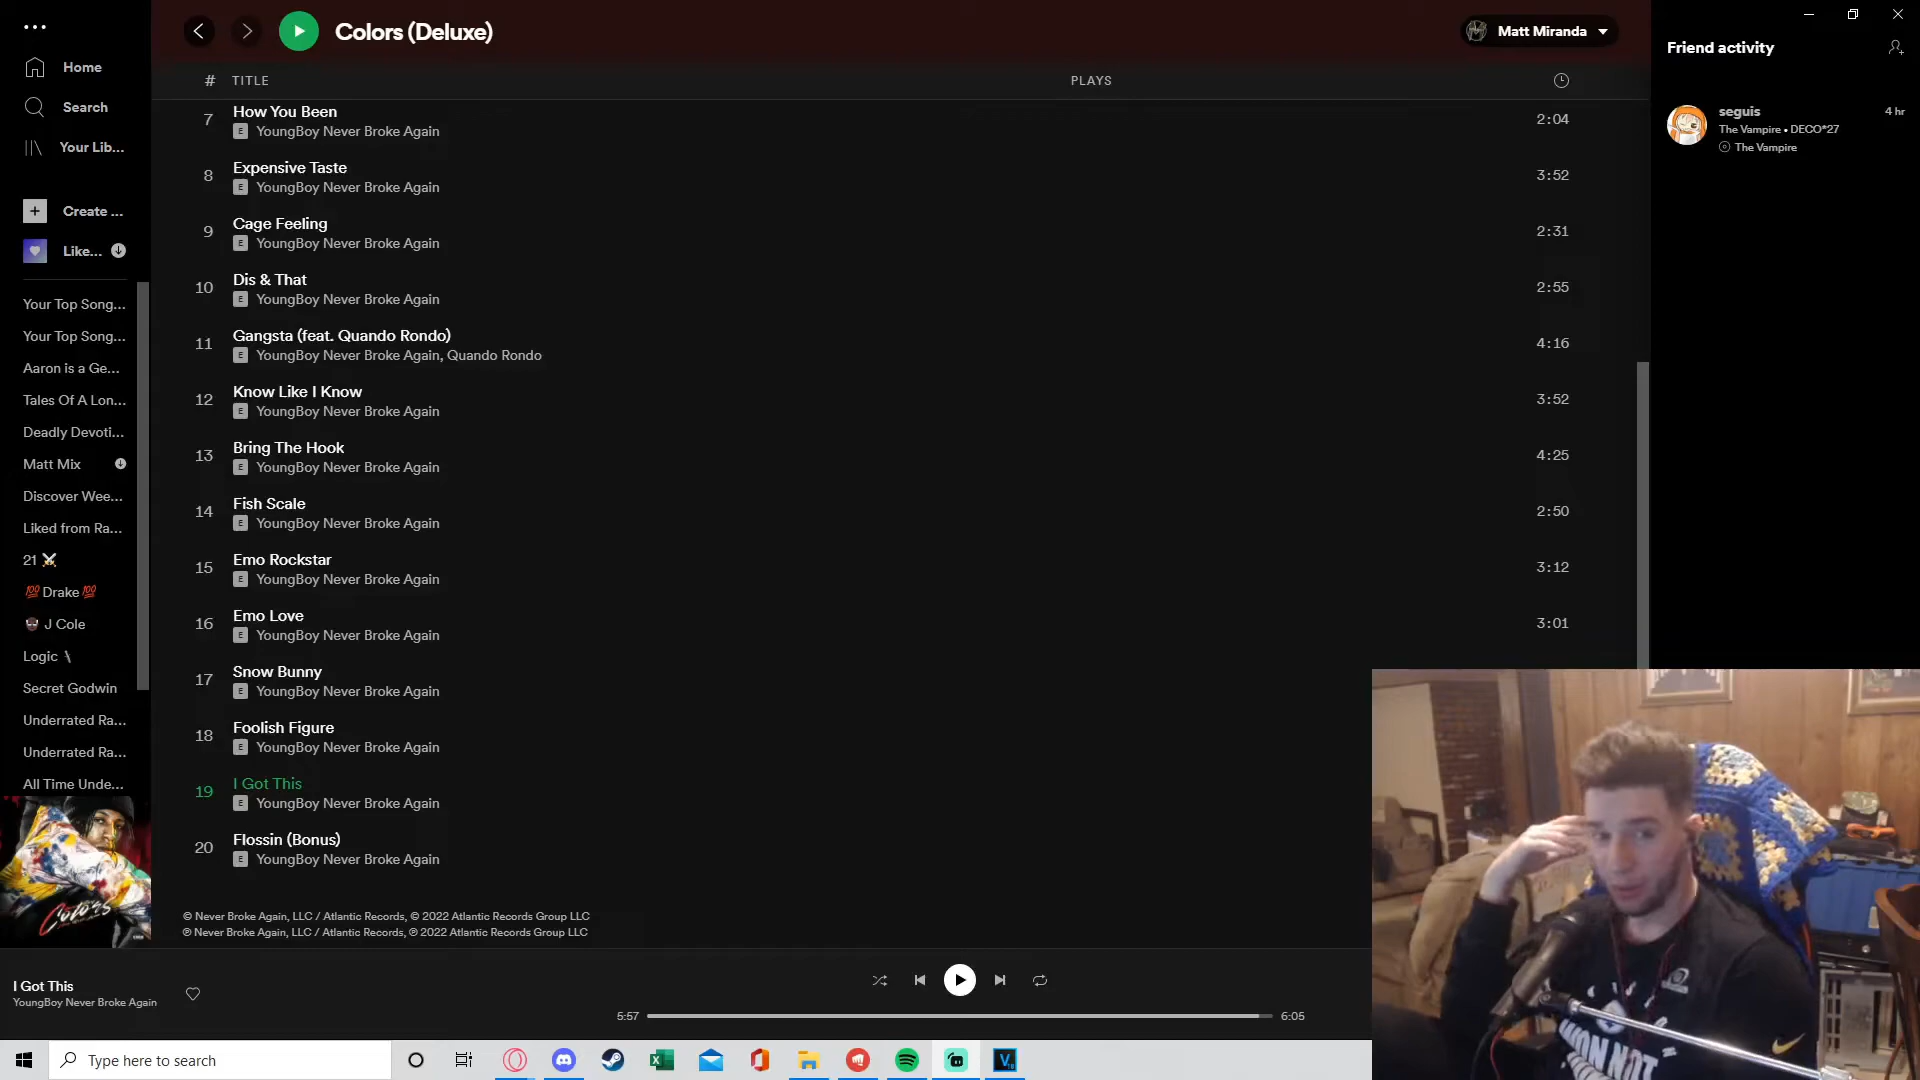 Home
Search
Your Lib...
Create ...
Like...
Your Top Song...
Your Top Song...
Aaron is a Ge...
Tales Of A Lon...
Deadly Devoti...
Matt Mix
Discover Wee...
Liked from Ra...
21 ⚔
💯 Drake 💯
J Cole
Logic \
Secret Godwin
Underrated Ra...
Underrated Ra...
All Time Unde...
Colors
Colors (Deluxe)
Matt Miranda
# TITLE PLAYS
7 How You Been 2:04
E YoungBoy Never Broke Again
8 Expensive Taste 3:52
E YoungBoy Never Broke Again
9 Cage Feeling 2:31
E YoungBoy Never Broke Again
10 Dis & That 2:55
E YoungBoy Never Broke Again
11 Gangsta (feat. Quando Rondo) 4:16
E YoungBoy Never Broke Again, Quando Rondo
12 Know Like I Know 3:52
E YoungBoy Never Broke Again
13 Bring The Hook 4:25
E YoungBoy Never Broke Again
14 Fish Scale 2:50
E YoungBoy Never Broke Again
15 Emo Rockstar 3:12
E YoungBoy Never Broke Again
16 Emo Love 3:01
E YoungBoy Never Broke Again
17 Snow Bunny
E YoungBoy Never Broke Again
18 Foolish Figure
E YoungBoy Never Broke Again
19 I Got This
E YoungBoy Never Broke Again
20 Flossin (Bonus)
E YoungBoy Never Broke Again
© Never Broke Again, LLC / Atlantic Records, © 2022 Atlantic Records Group LLC
℗ Never Broke Again, LLC / Atlantic Records, ℗ 2022 Atlantic Records Group LLC
Friend activity
seguis 4 hr
The Vampire • DECO*27
The Vampire
I Got This
YoungBoy Never Broke Again
5:57 6:05
Type here to search